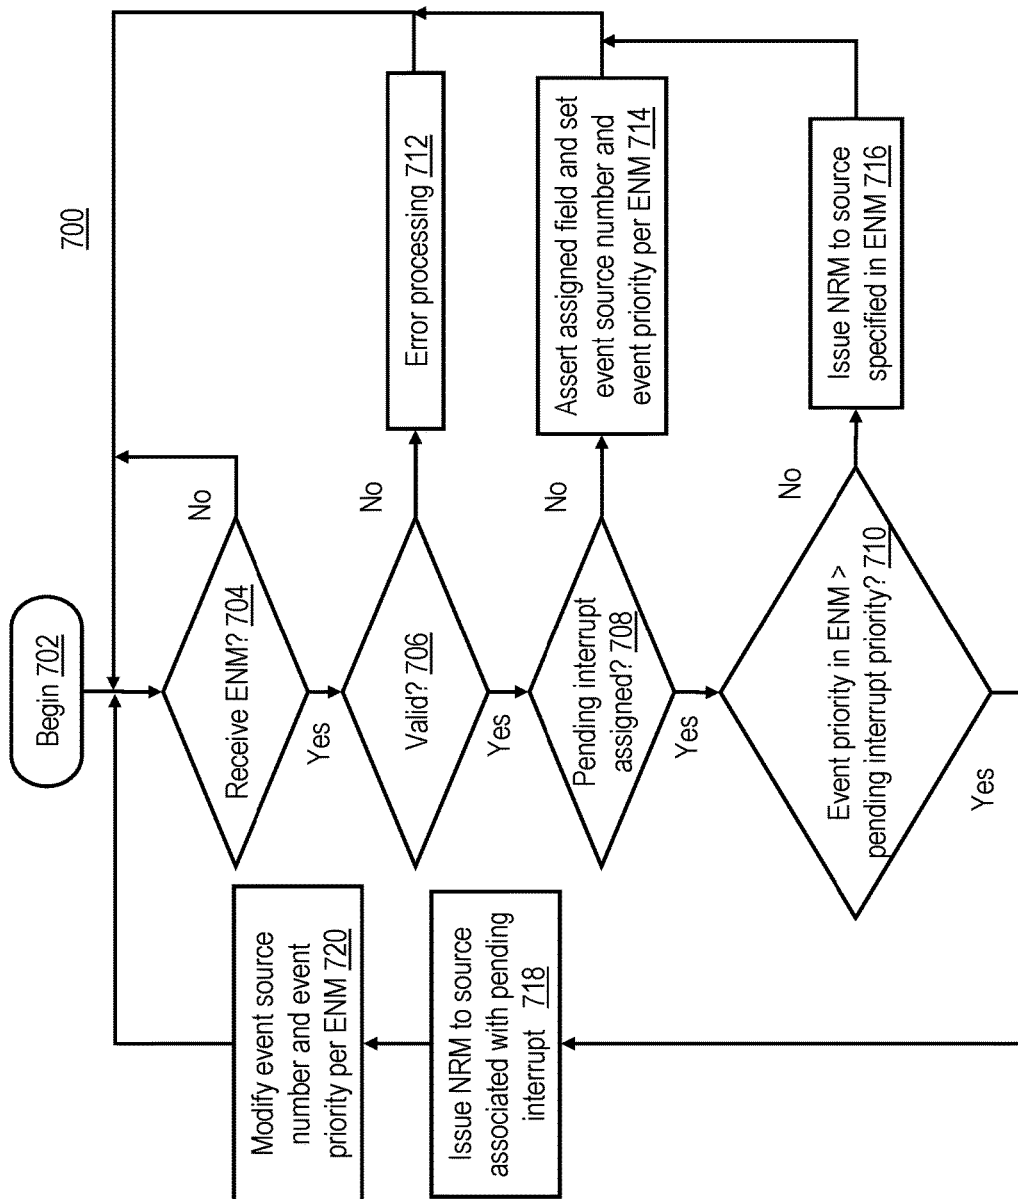 700
Begin 702
Receive ENM? 704
No
Yes
Valid? 706
No
Yes
Error processing 712
Pending interrupt
assigned? 708
No
Yes
Assert assigned field and set
event source number and
event priority per ENM 714
Event priority in ENM >
pending interrupt priority? 710
No
Yes
Issue NRM to source
specified in ENM 716
Issue NRM to source
associated with pending
interrupt 718
Modify event source
number and event
priority per ENM 720